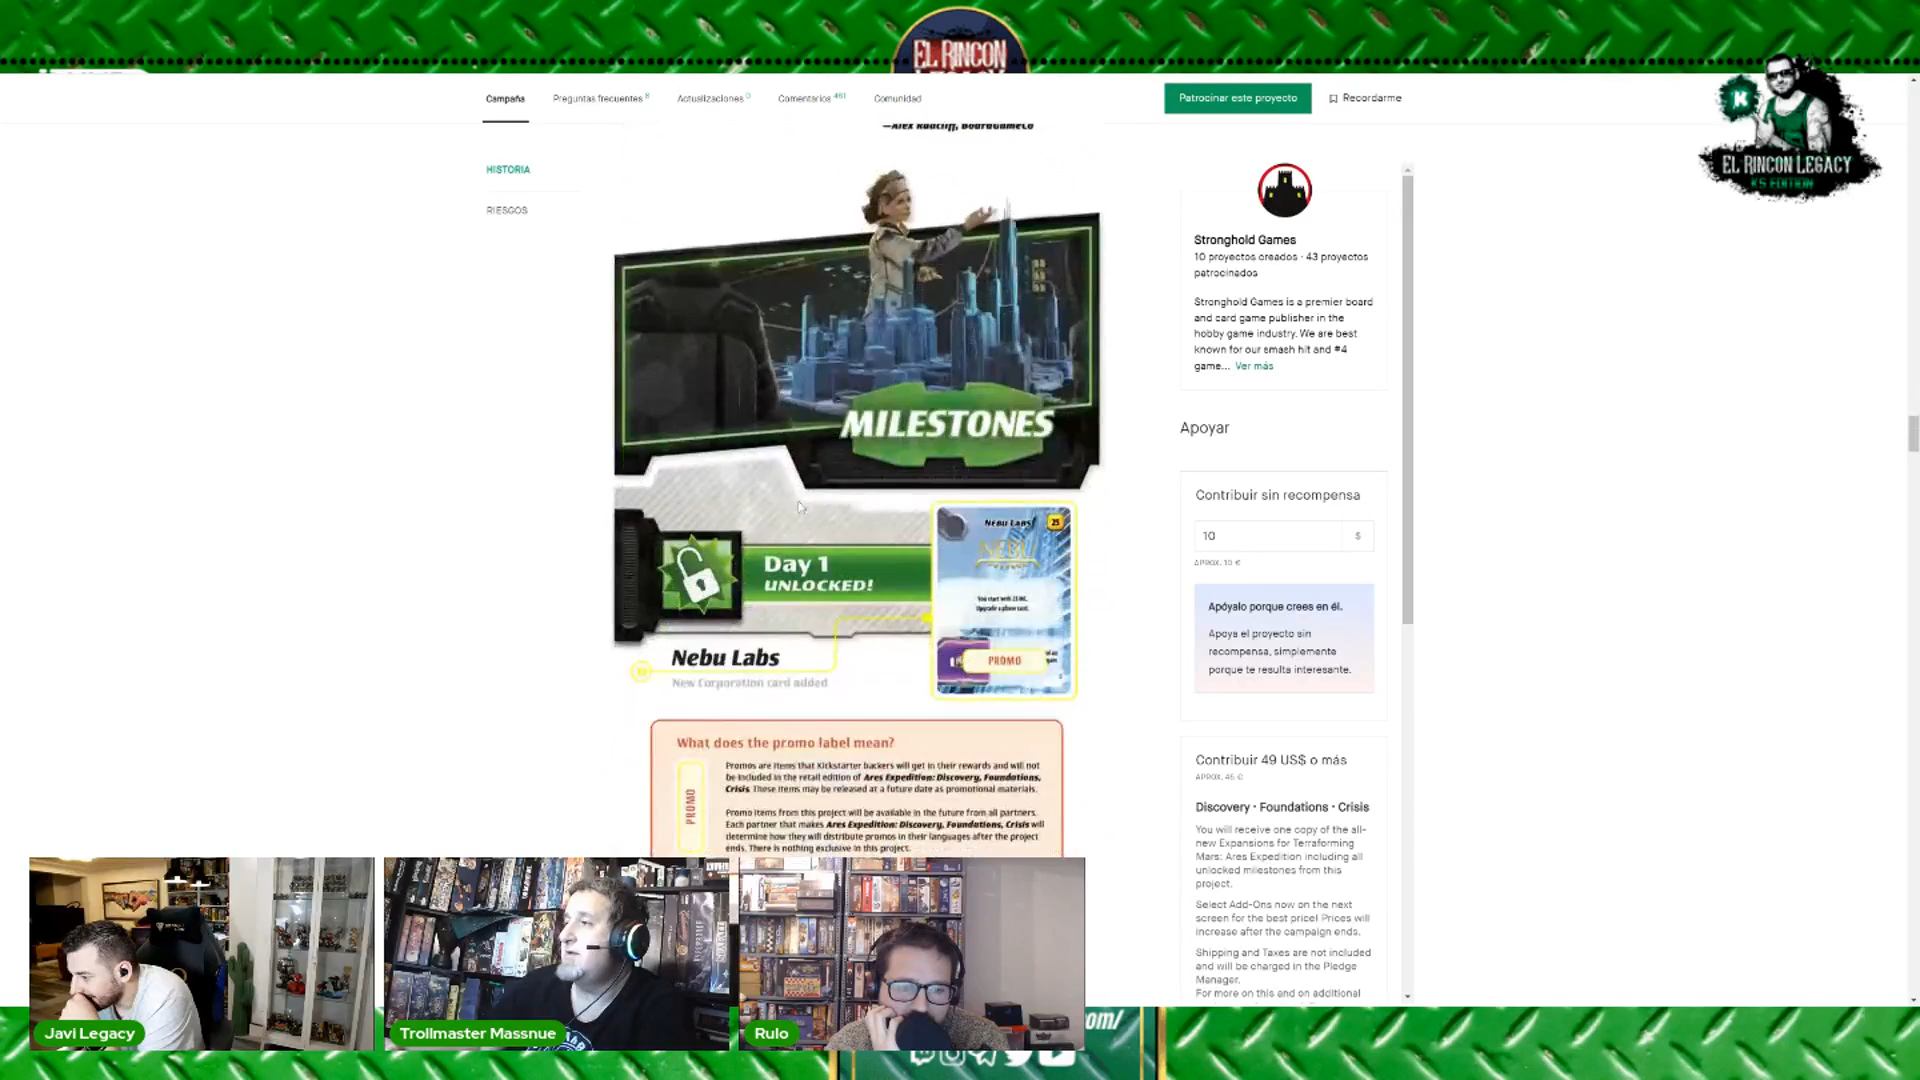 EL RINCON
LEGACY
Campaña
Preguntas frecuentes 8
Actualizaciones 0
Comentarios 461
Comunidad
Patrocinar este proyecto
Recordarme
K
EL RINCON LEGACY
KS EDITION
—Alex Radcliff, BoardGameCo
HISTORIA
RIESGOS
MILESTONES
Day 1
UNLOCKED!
Nebu Labs
New Corporation card added
NEBU LABS
25
NEBU
You start with 23 MC.
Upgrade a phase card.
PROMO
What does the promo label mean?
PROMO
Promos are items that Kickstarter backers will get in their rewards and will not
be included in the retail edition of Ares Expedition: Discovery, Foundations,
Crisis. These items may be released at a future date as promotional materials.
Promo items from this project will be available in the future from all partners.
Each partner that makes Ares Expedition: Discovery, Foundations, Crisis will
determine how they will distribute promos in their languages after the project
ends. There is nothing exclusive in this project.
Stronghold Games
10 proyectos creados · 43 proyectos
patrocinados
Stronghold Games is a premier board
and card game publisher in the
hobby game industry. We are best
known for our smash hit and #4
game... Ver más
Apoyar
Contribuir sin recompensa
10
$
APROX. 10 €
Apóyalo porque crees en él.
Apoya el proyecto sin
recompensa, simplemente
porque te resulta interesante.
Contribuir 49 US$ o más
APROX. 46 €
Discovery · Foundations · Crisis
You will receive one copy of the all-
new Expansions for Terraforming
Mars: Ares Expedition including all
unlocked milestones from this
project.
Select Add-Ons now on the next
screen for the best price! Prices will
increase after the campaign ends.
Shipping and Taxes are not included
and will be charged in the Pledge
Manager.
For more on this and on additional
Javi Legacy
Trollmaster Massnue
Rulo
om/